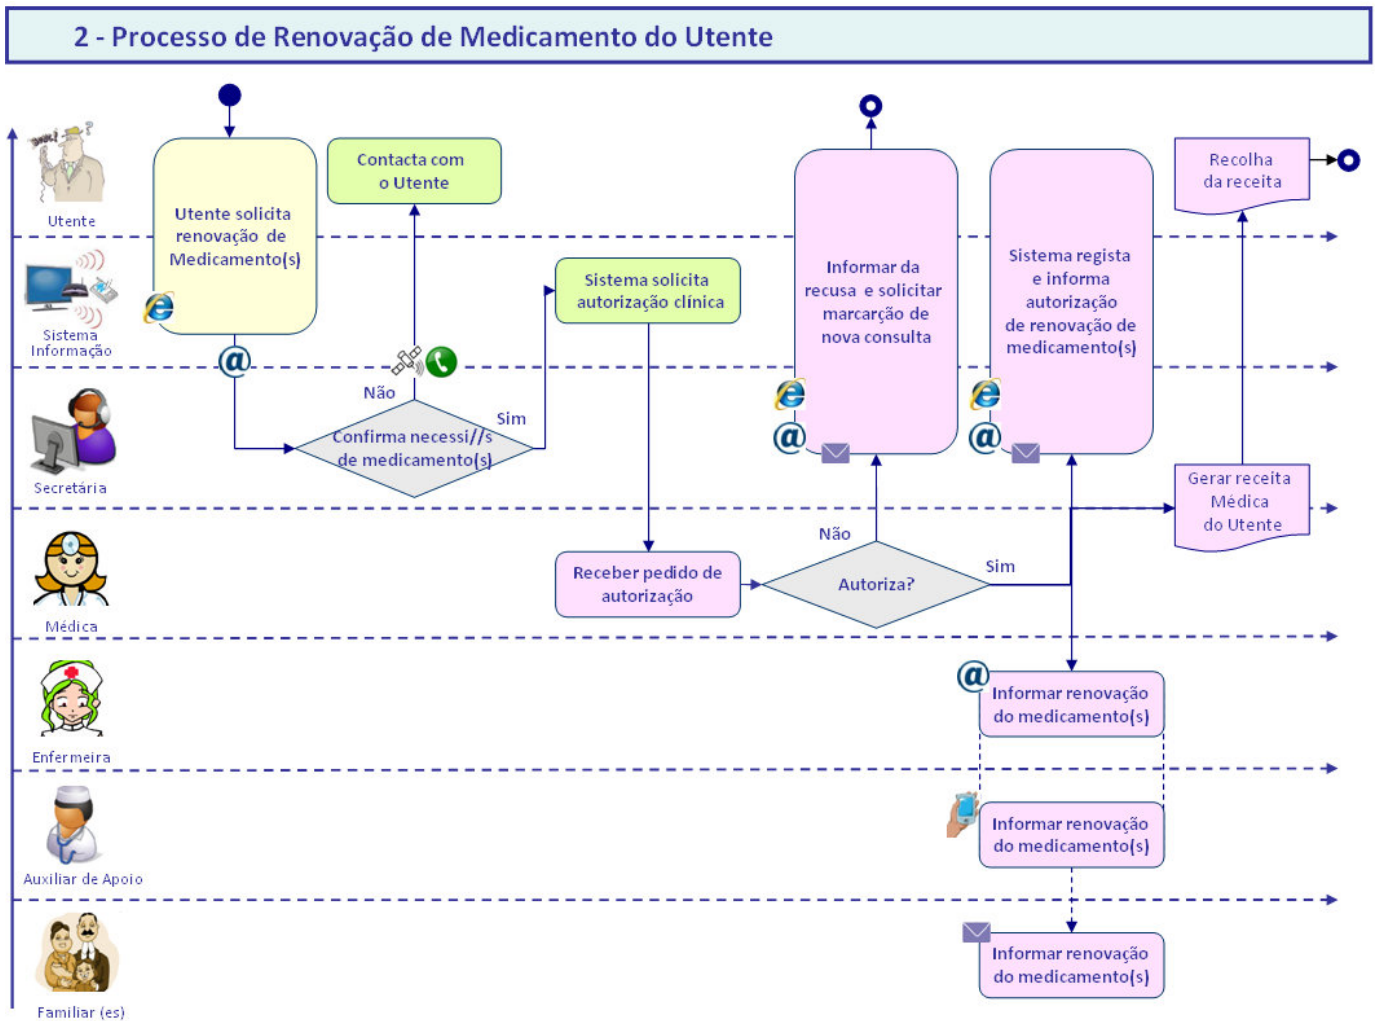 2 - Processo de Renovação de Medicamento do Utente
Utente
Utente solicita
renovação de
Medicamento(s)
Contacta com
o Utente
Recolha
da receita
Sistema
Informação
Sistema solicita
autorização clínica
Informar da
recusa e solicitar
marcarção de
nova consulta
Sistema regista
e informa
autorização
de renovação de
medicamento(s)
Secretária
Não
Sim
Confirma necessi//s
de medicamento(s)
Gerar receita
Médica
do Utente
Médica
Receber pedido de
autorização
Não
Autoriza?
Sim
Enfermeira
@
Informar renovação
do medicamento(s)
Auxiliar de Apoio
Informar renovação
do medicamento(s)
Familiar (es)
Informar renovação
do medicamento(s)